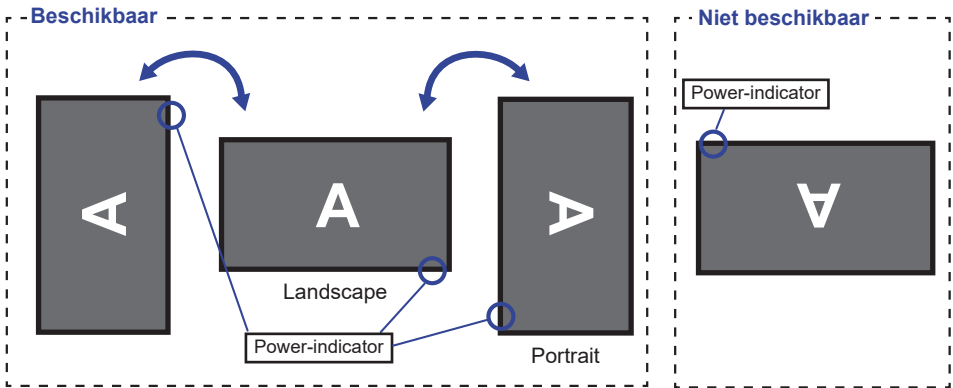 Beschikbaar
A
A
Landscape
A
Power-indicator
Portrait
Niet beschikbaar
Power-indicator
A